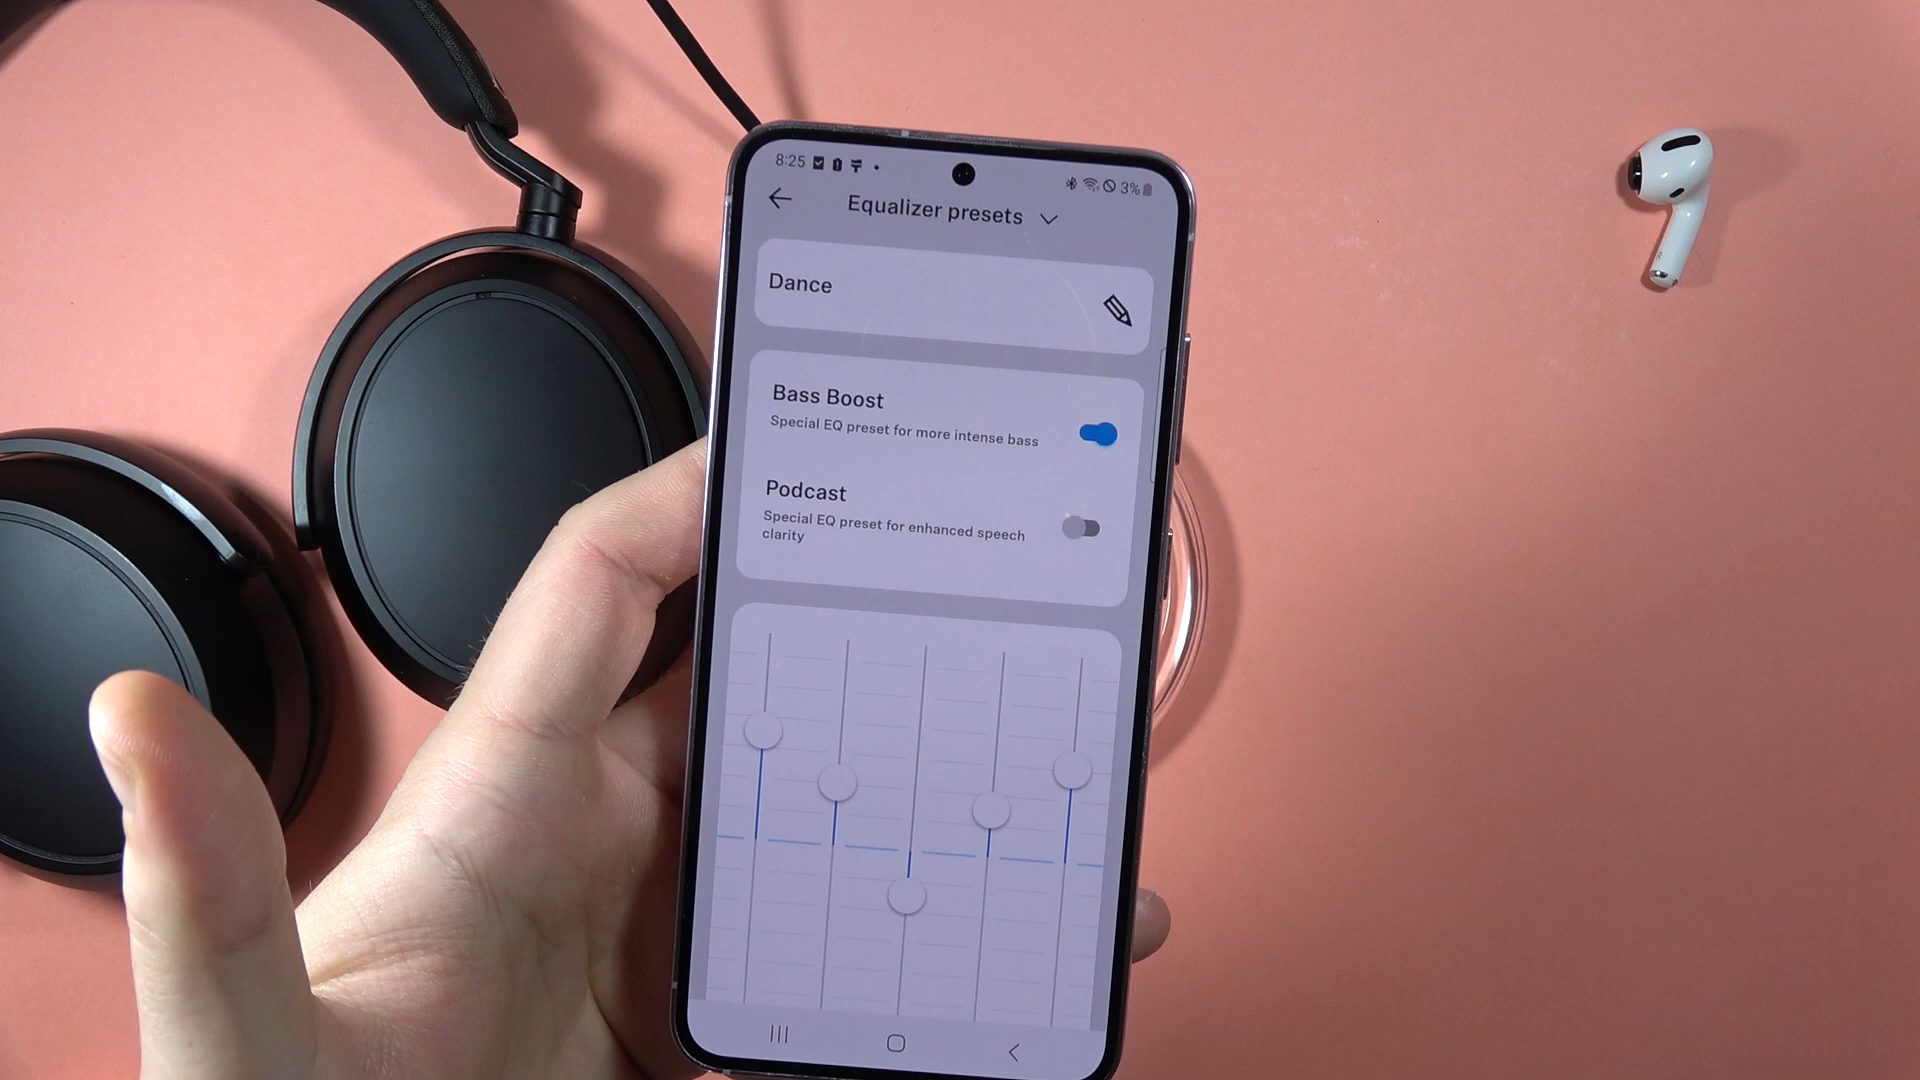 8:25
3%
Equalizer presets
Dance
Bass Boost
Special EQ preset for more intense bass
Podcast
Special EQ preset for enhanced speech
clarity
R